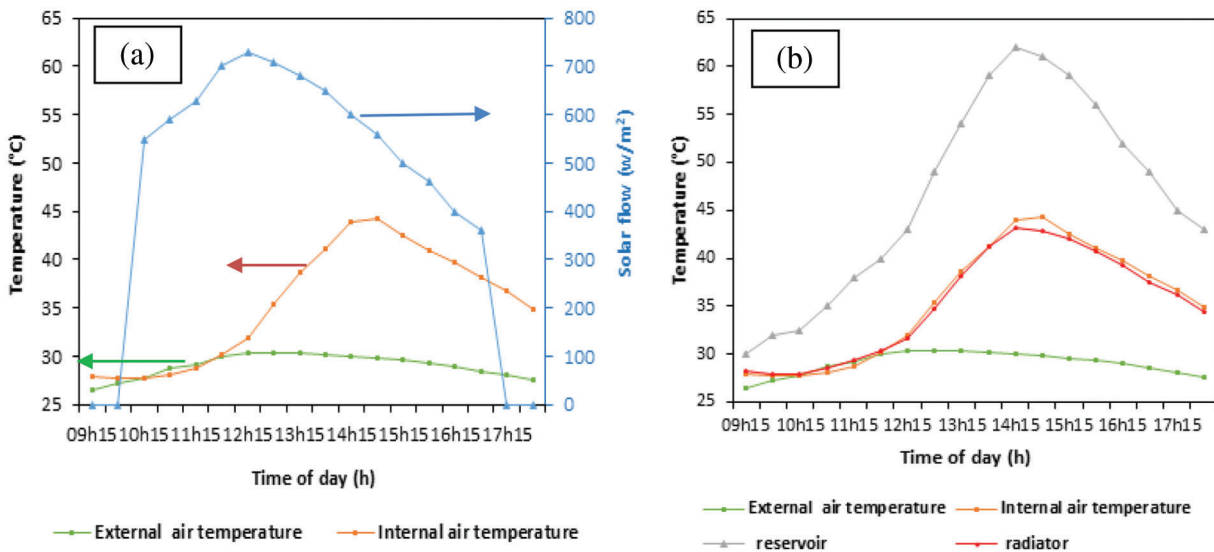 (a)
65
60
55
50
45
40
35
30
25
Temperature (°C)
800
700
600
500
400
300
200
100
0
Solar flow (w/m²)
09h15 10h15 11h15 12h15 13h15 14h15 15h15 16h15 17h15
Time of day (h)
External air temperature
Internal air temperature
(b)
65
60
55
50
45
40
35
30
25
Temperature (°C)
09h15 10h15 11h15 12h15 13h15 14h15 15h15 16h15 17h15
Time of day (h)
External air temperature
Internal air temperature
reservoir
radiator